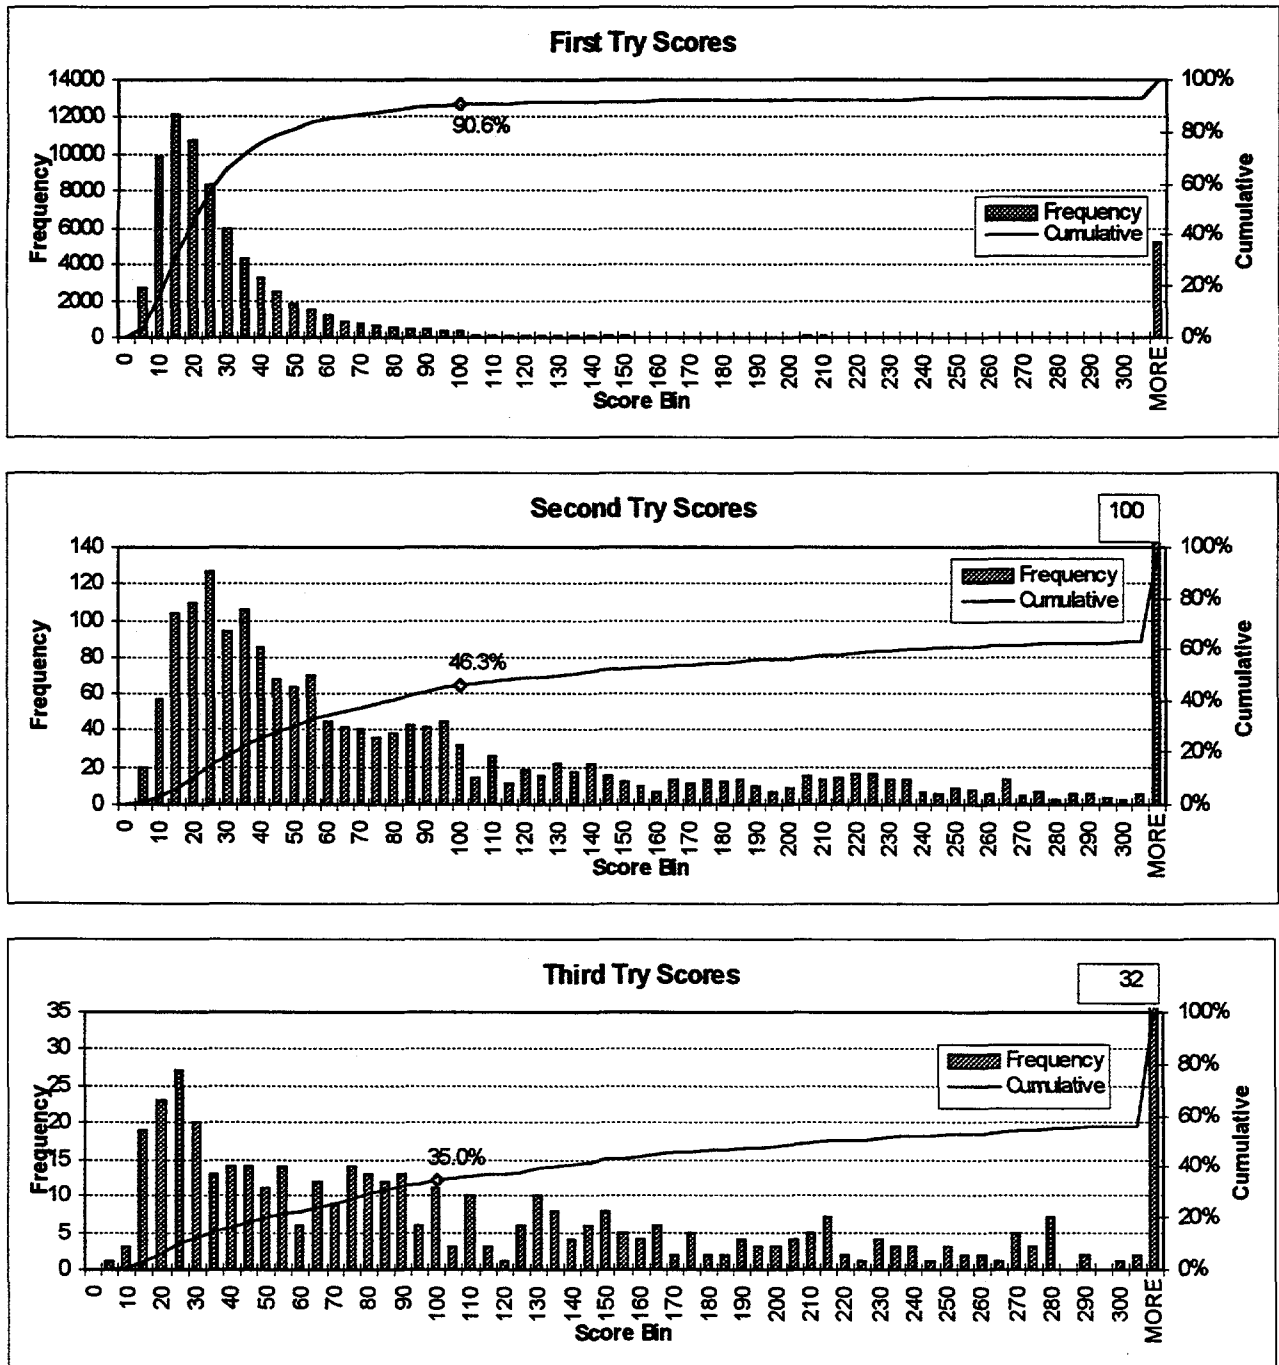 First Try Scores
14000
12000
10000
8000
6000
4000
2000
0
Frequency
100%
80%
60%
40%
20%
0%
Cumulative
90.6%
Frequency
Cumulative
0 10 20 30 40 50 60 70 80 90 100 110 120 130 140 150 160 170 180 190 200 210 220 230 240 250 260 270 280 290 300 MORE
Score Bin
Second Try Scores
100
140
120
100
80
60
40
20
0
Frequency
100%
80%
60%
40%
20%
0%
Cumulative
46.3%
Frequency
Cumulative
0 10 20 30 40 50 60 70 80 90 100 110 120 130 140 150 160 170 180 190 200 210 220 230 240 250 260 270 280 290 300 MORE
Score Bin
Third Try Scores
32
35
30
25
20
15
10
5
0
Frequency
100%
80%
60%
40%
20%
0%
Cumulative
35.0%
Frequency
Cumulative
0 10 20 30 40 50 60 70 80 90 100 110 120 130 140 150 160 170 180 190 200 210 220 230 240 250 260 270 280 290 300 MORE
Score Bin